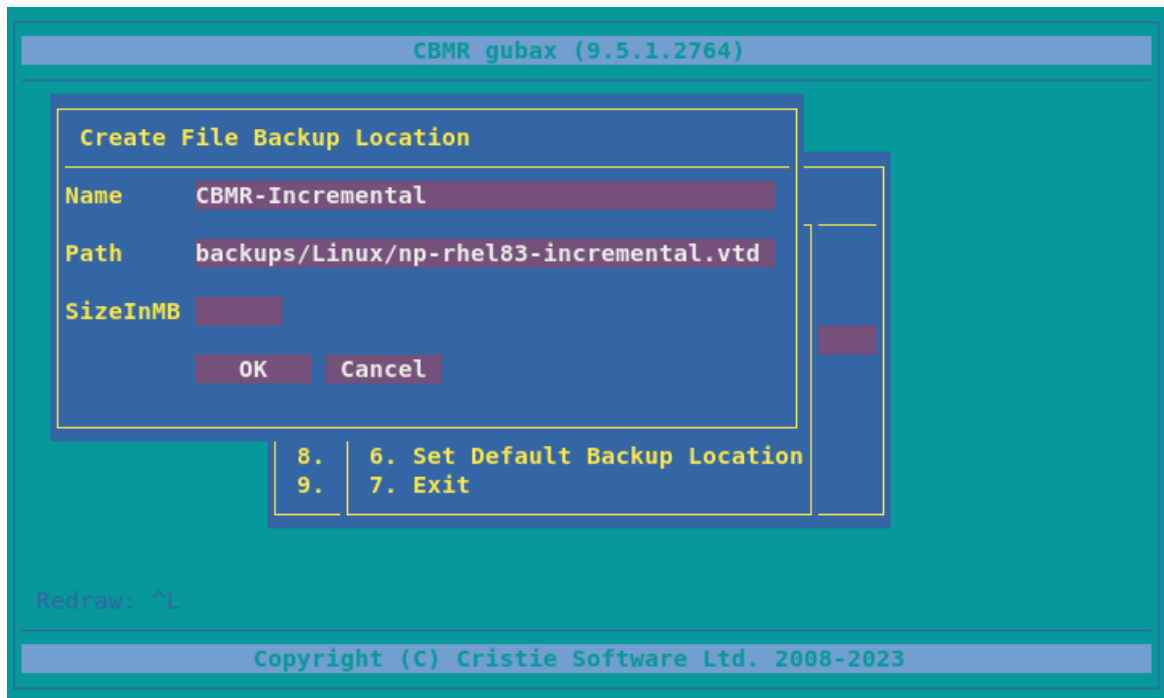 CBMR gubax (9.5.1.2764)
Create File Backup Location
Name CBMR-Incremental
Path backups/Linux/np-rhel83-incremental.vtd
SizeInMB
OK Cancel
8. 6. Set Default Backup Location
9. 7. Exit
Redraw: ^L
Copyright (C) Cristie Software Ltd. 2008-2023